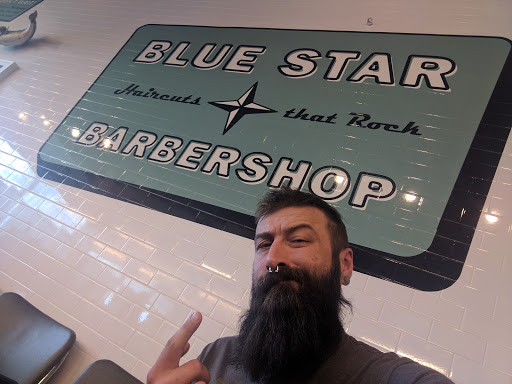 BLUE STAR
Haircuts that Rock
BARBERSHOP